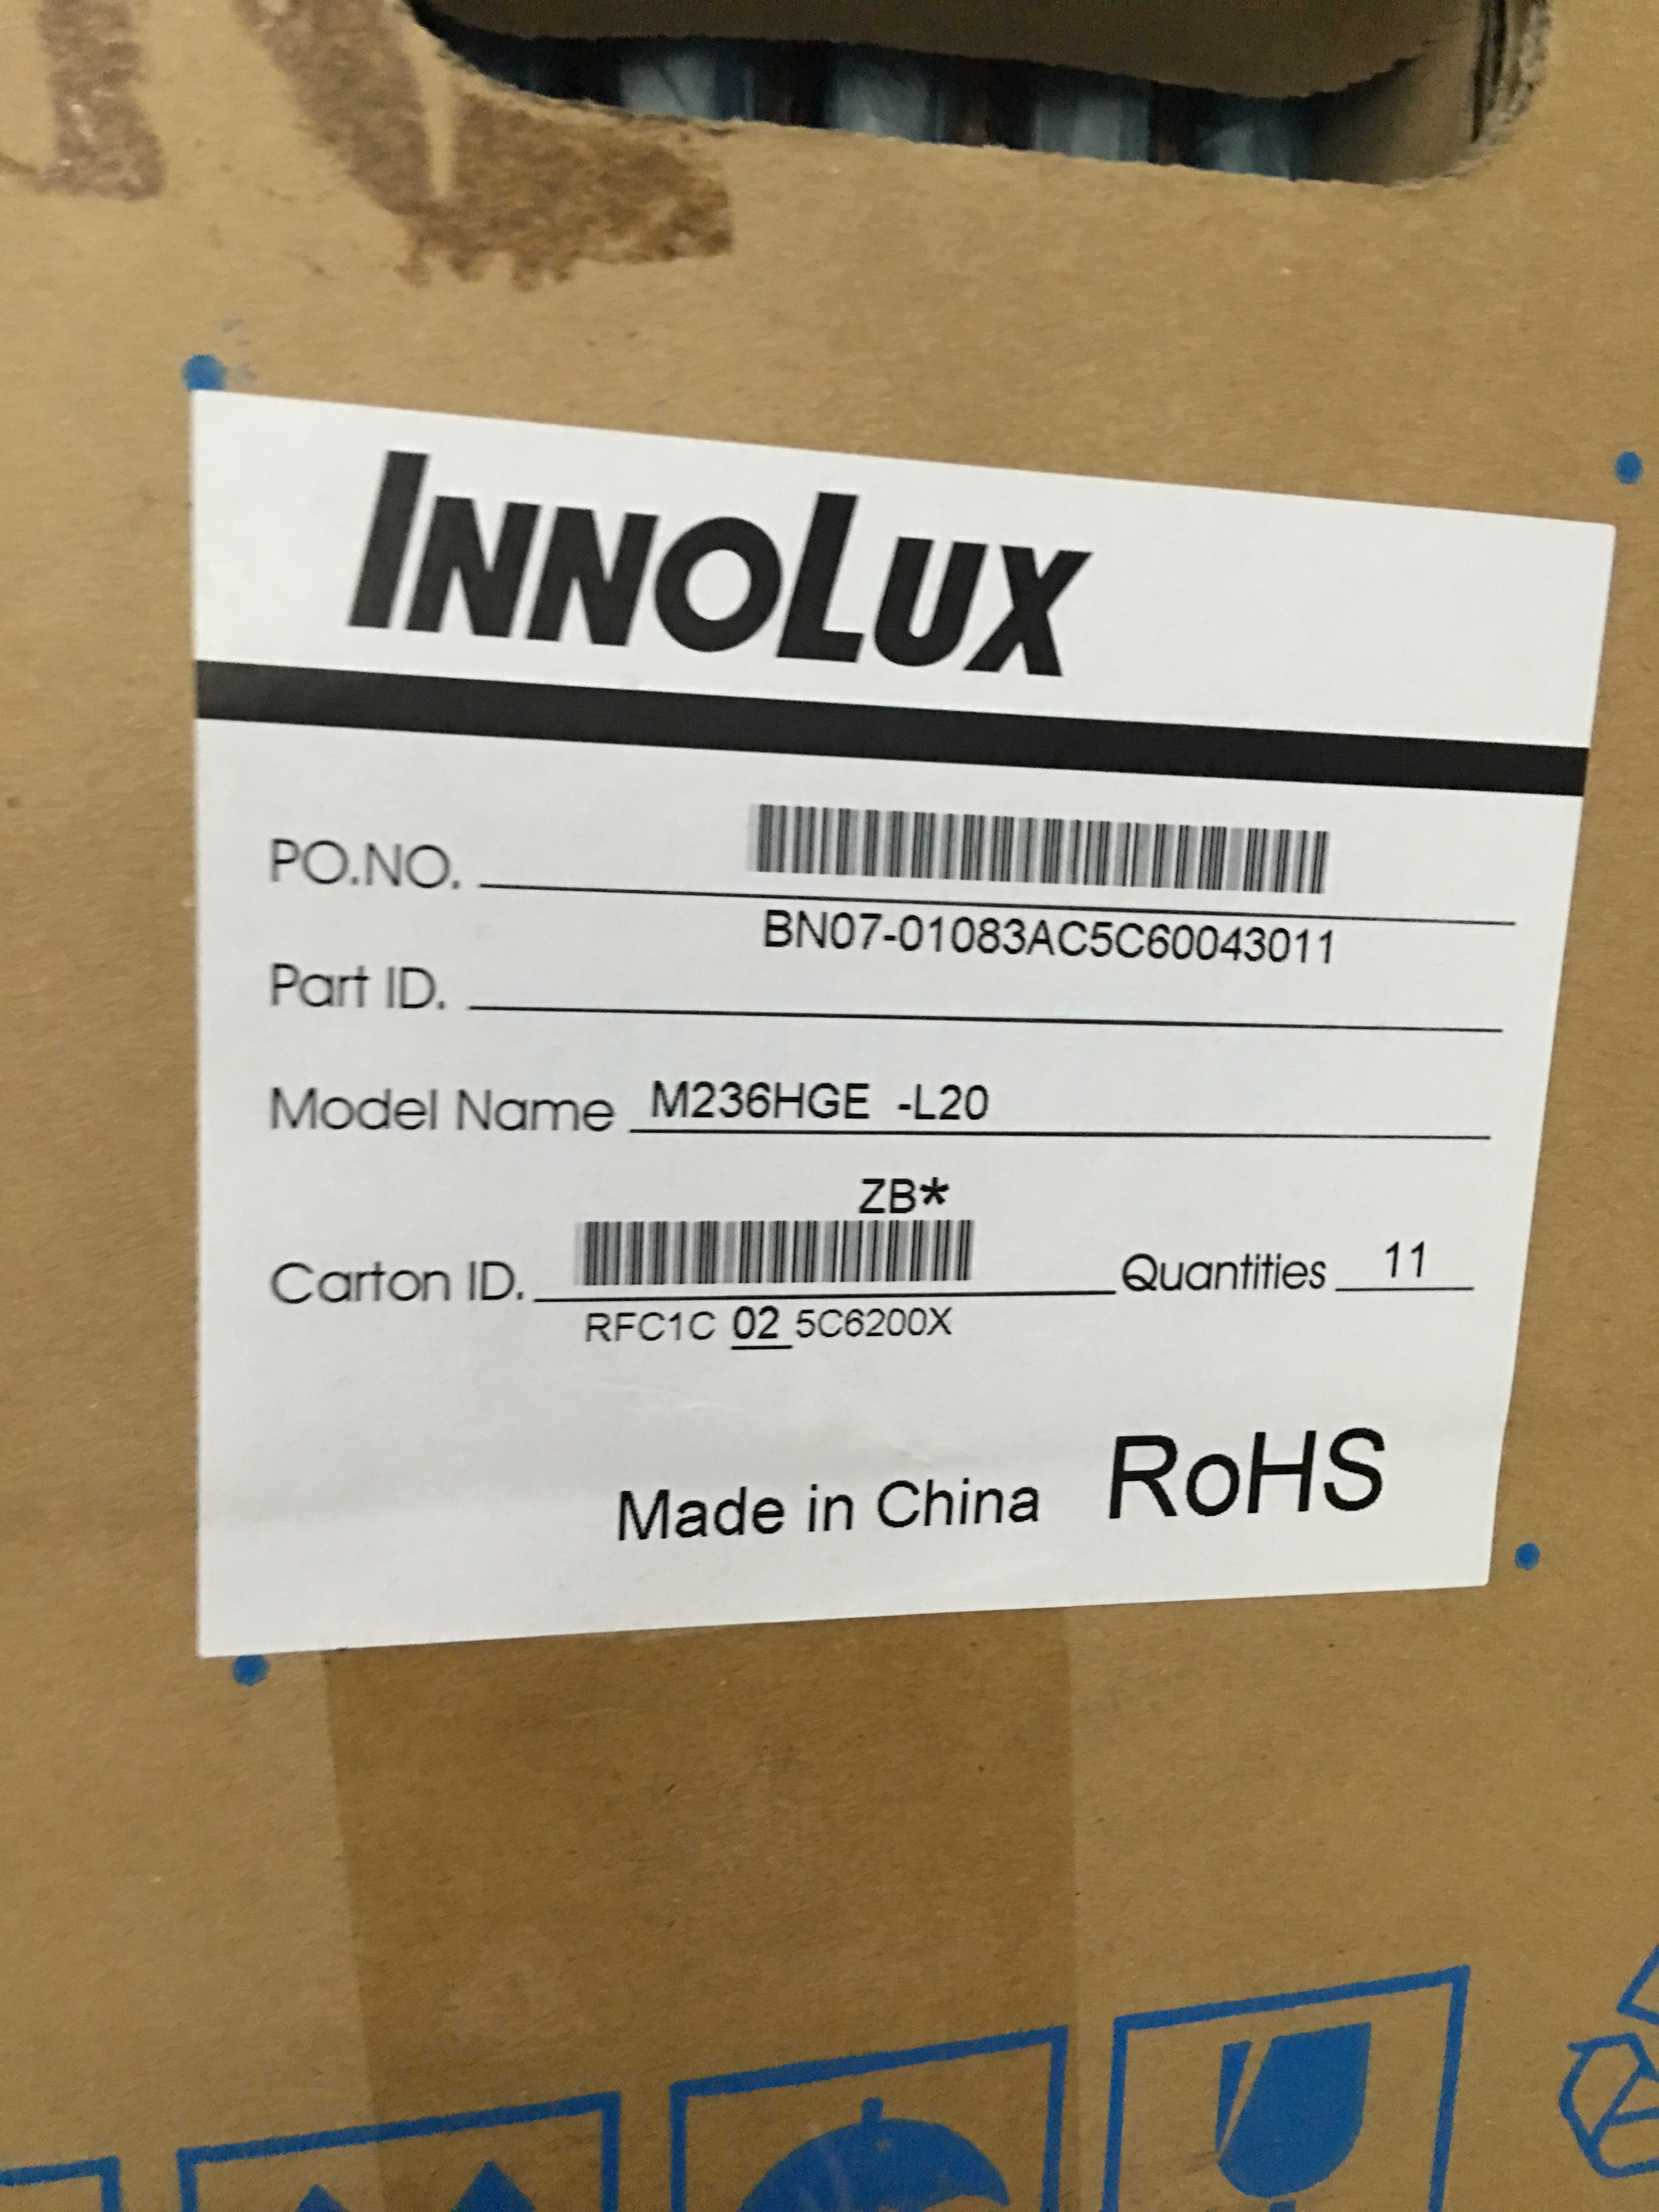 INNOLUX
PO.NO.
BN07-01083AC5C60043011
Part ID.
Model Name M236HGE -L20
ZB*
Carton ID. Quantities 11
RFC1C 02 5C6200X
Made in China RoHS